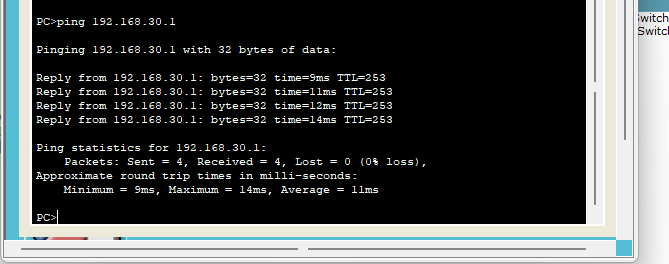 PC>ping 192.168.30.1
Pinging 192.168.30.1 with 32 bytes of data:
Reply from 192.168.30.1: bytes=32 time=9ms TTL=253
Reply from 192.168.30.1: bytes=32 time=11ms TTL=253
Reply from 192.168.30.1: bytes=32 time=12ms TTL=253
Reply from 192.168.30.1: bytes=32 time=14ms TTL=253
Ping statistics for 192.168.30.1:
Packets: Sent = 4, Received = 4, Lost = 0 (0% loss),
Approximate round trip times in milli-seconds:
Minimum = 9ms, Maximum = 14ms, Average = 11ms
PC>
Switch
Switc